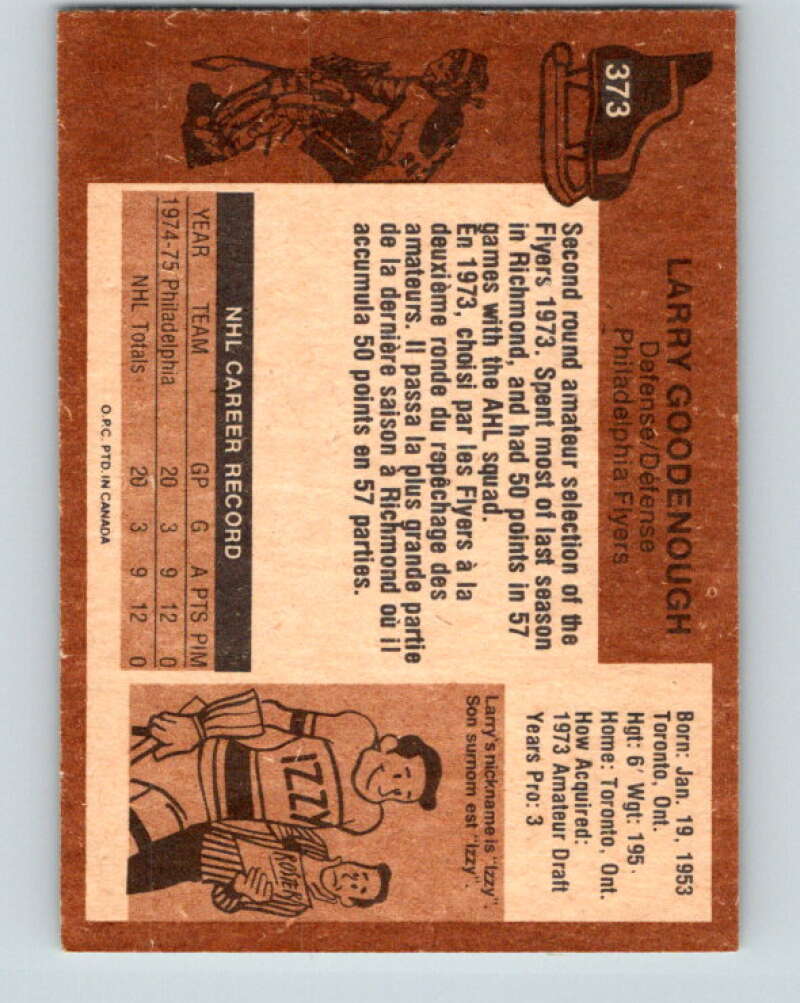 373
LARRY GOODENOUGH
Defense/Défense
Philadelphia Flyers
Born: Jan. 19, 1953
Toronto, Ont.
Hgt: 6' Wgt: 195.
Home: Toronto, Ont.
How Acquired:
1973 Amateur Draft
Years Pro: 3
Second round amateur selection of the
Flyers 1973. Spent most of last season
in Richmond, and had 50 points in 57
games with the AHL squad.
En 1973, choisi par les Flyers à la
deuxième ronde du repêchage des
amateurs. Il passa la plus grande partie
de la dernière saison à Richmond où il
accumula 50 points en 57 parties.
Larry's nickname is "Izzy".
Son surnom est "Izzy".
IZZY
ROSTER
NHL CAREER RECORD
YEAR TEAM GP G A PTS PIM
1974-75 Philadelphia 20 3 9 12 0
NHL Totals 20 3 9 12 0
O.P.C. PTD. IN CANADA